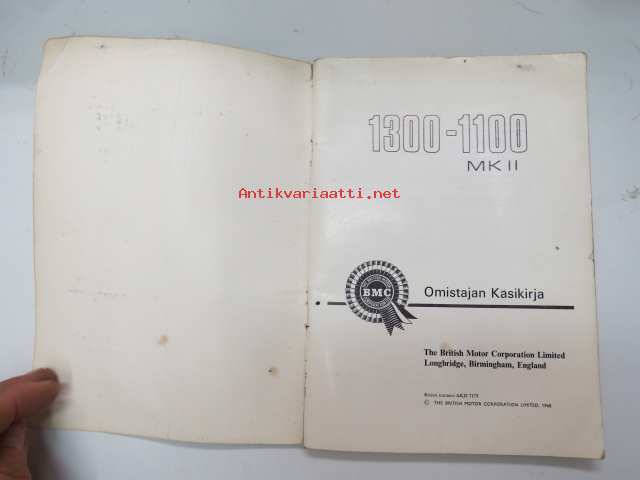 1300-1100
MK II
Antikvariaatti.net
BMC
Omistajan Käsikirja
The British Motor Corporation Limited
Longbridge, Birmingham, England
© THE BRITISH MOTOR CORPORATION LIMITED, 1968